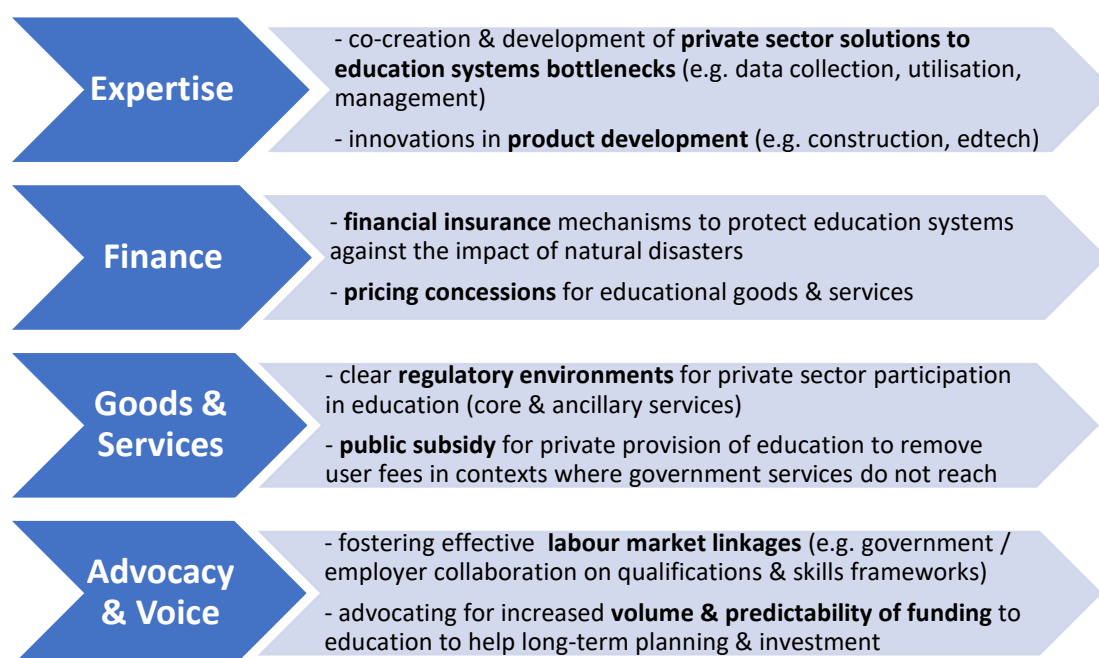 Expertise
- co-creation & development of private sector solutions to
education systems bottlenecks (e.g. data collection, utilisation,
management)
- innovations in product development (e.g. construction, edtech)
Finance
- financial insurance mechanisms to protect education systems
against the impact of natural disasters
- pricing concessions for educational goods & services
Goods &
Services
- clear regulatory environments for private sector participation
in education (core & ancillary services)
- public subsidy for private provision of education to remove
user fees in contexts where government services do not reach
Advocacy
& Voice
- fostering effective  labour market linkages (e.g. government /
employer collaboration on qualifications & skills frameworks)
- advocating for increased volume & predictability of funding to
education to help long-term planning & investment